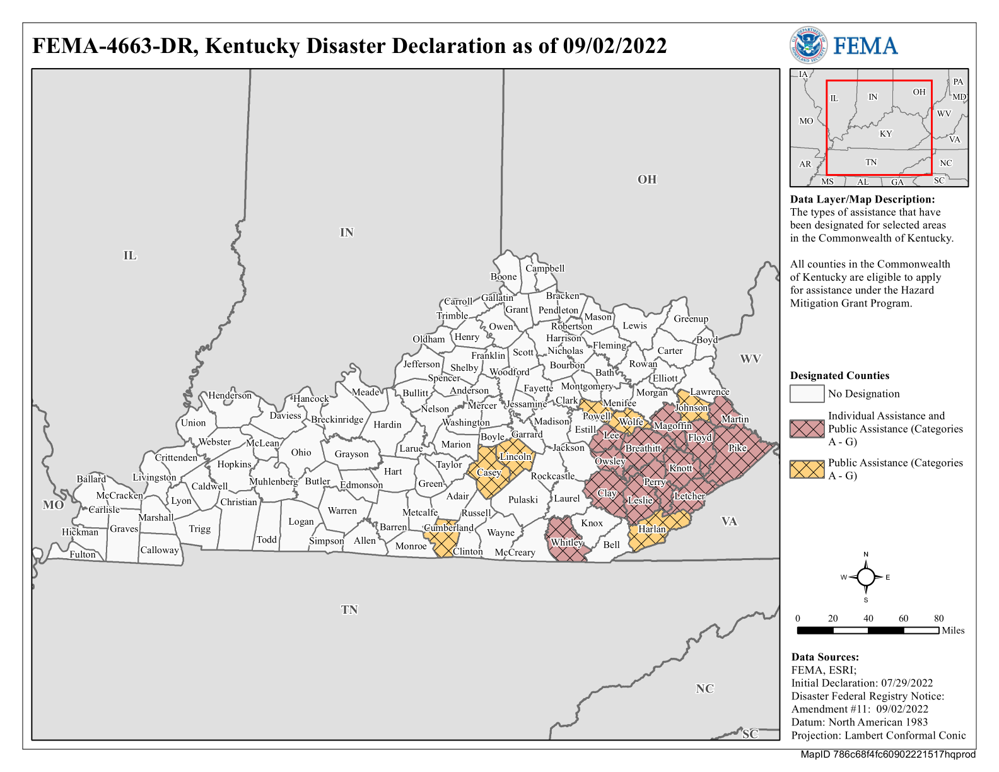 FEMA-4663-DR, Kentucky Disaster Declaration as of 09/02/2022
U.S. DEPARTMENT OF HOMELAND SECURITY
FEMA
IA
PA
IL
IN
OH
MD
MO
WV
KY
VA
AR
TN
NC
MS
AL
GA
SC
Data Layer/Map Description:
The types of assistance that have
been designated for selected areas
in the Commonwealth of Kentucky.
All counties in the Commonwealth
of Kentucky are eligible to apply
for assistance under the Hazard
Mitigation Grant Program.
Designated Counties
No Designation
Individual Assistance and
Public Assistance (Categories
A - G)
Public Assistance (Categories
A - G)
N
W
E
S
0 20 40 60 80
Miles
Data Sources:
FEMA, ESRI;
Initial Declaration: 07/29/2022
Disaster Federal Registry Notice:
Amendment #11: 09/02/2022
Datum: North American 1983
Projection: Lambert Conformal Conic
MapID 786c68f4fc60902221517hqprod
OH
IN
IL
WV
MO
VA
TN
NC
SC
Campbell
Boone
Bracken
Gallatin
Carroll
Grant
Pendleton
Trimble
Mason
Greenup
Owen
Robertson
Lewis
Oldham
Henry
Harrison
Boyd
Fleming
Nicholas
Carter
Scott
Franklin
Jefferson
Shelby
Bourbon
Rowan
Woodford
Bath
Spencer
Elliott
Fayette
Montgomery
Anderson
Lawrence
Meade
Bullitt
Morgan
Henderson
Hancock
Clark
Menifee
Jessamine
Mercer
Nelson
Johnson
Daviess
Powell
Breckinridge
Martin
Union
Washington
Madison
Wolfe
Hardin
Magoffin
Estill
Garrard
Lee
Boyle
Floyd
Webster
McLean
Marion
Larue
Jackson
Breathitt
Pike
Ohio
Grayson
Crittenden
Lincoln
Owsley
Hopkins
Taylor
Knott
Hart
Casey
Rockcastle
Ballard
Livingston
Muhlenberg
Butler
Edmonson
Green
Perry
Caldwell
McCracken
Clay
Adair
Letcher
Lyon
Christian
Pulaski
Laurel
Leslie
Carlisle
Warren
Metcalfe
Russell
Marshall
Logan
Knox
Hickman
Graves
Trigg
Barren
Cumberland
Wayne
Harlan
Todd
Simpson
Allen
Whitley
Monroe
Bell
Calloway
Fulton
Clinton
McCreary